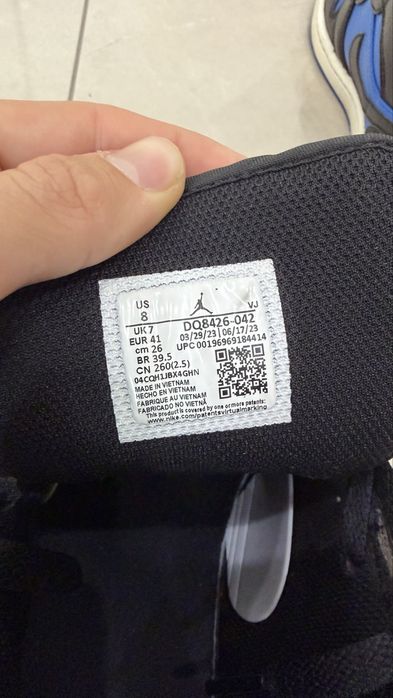 US
8
VJ
UK 7
DQ8426-042
EUR 41
03/29/23 | 06/17/23
cm 26
UPC 00196969184414
BR 39.5
CN 260(2.5)
04CQH1JBX4GHN
MADE IN VIETNAM
HECHO EN VIETNAM
FABRIQUE AU VIETNAM
FABRICADO NO VIETNÃ
This product is covered by one or more patents:
www.nike.com/patentsvirtualmarking